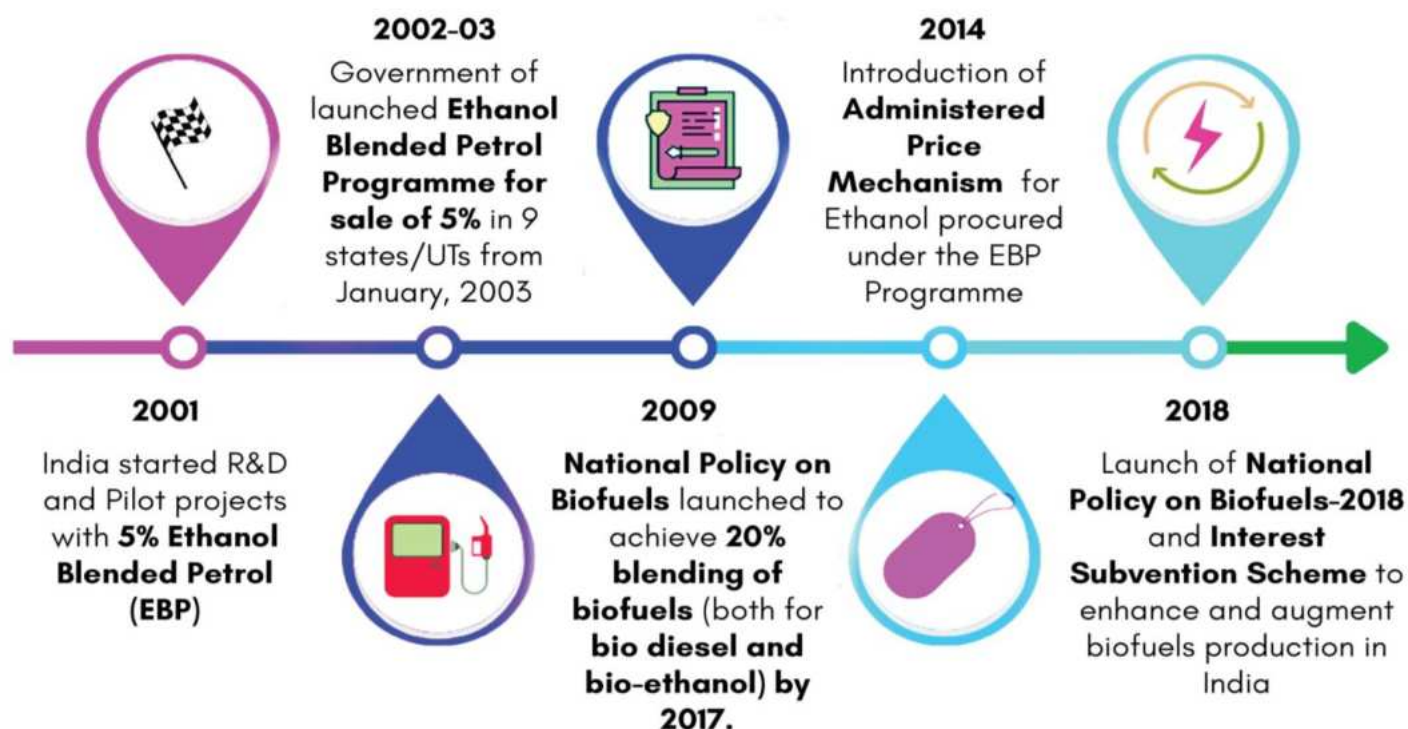 2001
India started R&D
and Pilot projects
with 5% Ethanol
Blended Petrol
(EBP)
2002-03
Government of
launched Ethanol
Blended Petrol
Programme for
sale of 5% in 9
states/UTs from
January, 2003
2009
National Policy on
Biofuels launched to
achieve 20%
blending of
biofuels (both for
bio diesel and
bio-ethanol) by
2017.
2014
Introduction of
Administered
Price
Mechanism for
Ethanol procured
under the EBP
Programme
2018
Launch of National
Policy on Biofuels-2018
and Interest
Subvention Scheme to
enhance and augment
biofuels production in
India